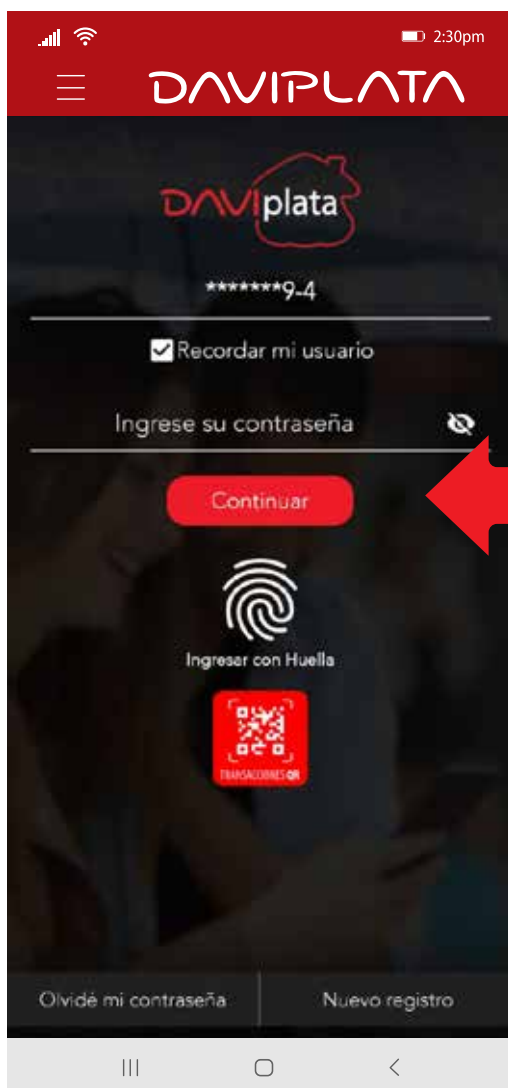 2:30pm
DAVIPLATA
DAVIplata
*******9-4
Recordar mi usuario
Ingrese su contraseña
Continuar
Ingresar con Huella
TRANSACCIONES QR
Olvidé mi contraseña
Nuevo registro